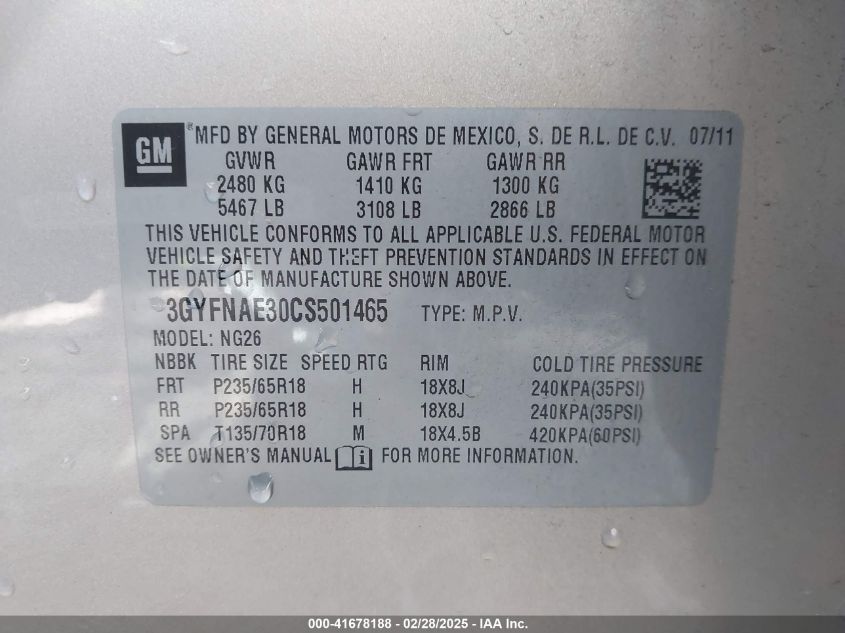 GM ® MFD BY GENERAL MOTORS DE MEXICO, S. DE R.L. DE C.V. 07/11
GVWR GAWR FRT GAWR RR
2480 KG 1410 KG 1300 KG
5467 LB 3108 LB 2866 LB
THIS VEHICLE CONFORMS TO ALL APPLICABLE U.S. FEDERAL MOTOR
VEHICLE SAFETY AND THEFT PREVENTION STANDARDS IN EFFECT ON
THE DATE OF MANUFACTURE SHOWN ABOVE.
3GYFNAE30CS501465 TYPE: M.P.V.
MODEL: NG26
NBBK TIRE SIZE SPEED RTG RIM COLD TIRE PRESSURE
FRT P235/65R18 H 18X8J 240KPA(35PSI)
RR P235/65R18 H 18X8J 240KPA(35PSI)
SPA T135/70R18 M 18X4.5B 420KPA(60PSI)
SEE OWNER'S MANUAL i FOR MORE INFORMATION.
000-41678188 - 02/28/2025 - IAA Inc.